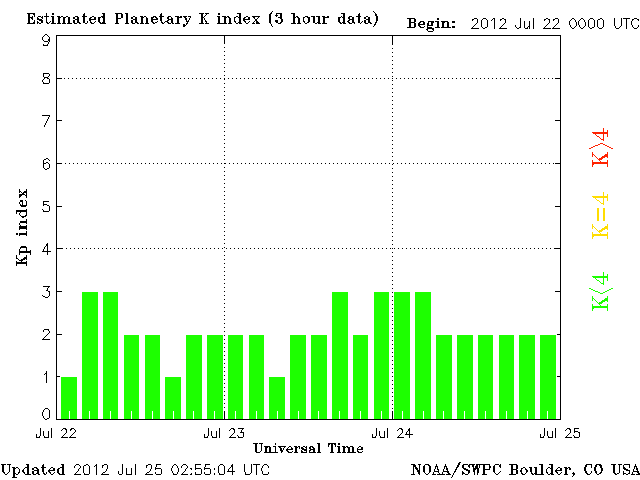 Estimated Planetary K index (3 hour data) Begin: 2012 Jul 22 0000 UTC
9
8
7
6
5
4
3
2
1
0
Kp index
K>4
K=4
K<4
Jul 22 Jul 23 Jul 24 Jul 25
Universal Time
Updated 2012 Jul 25 02:55:04 UTC NOAA/SWPC Boulder, CO USA